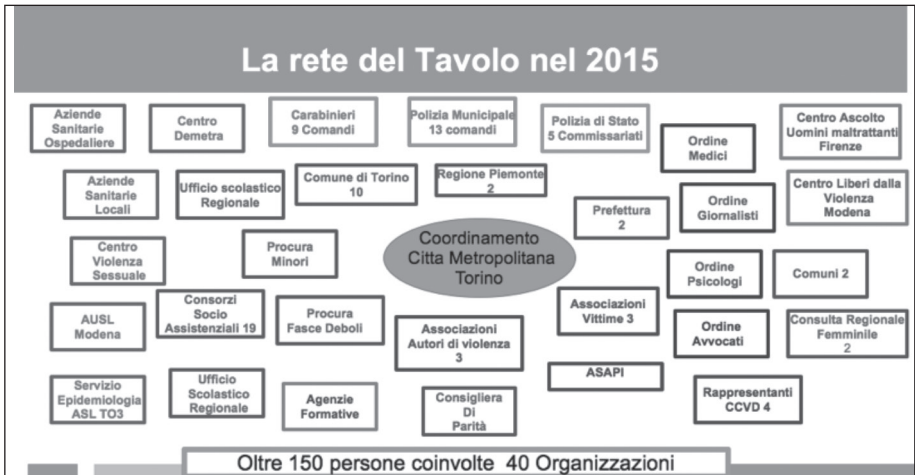 La rete del Tavolo nel 2015
Aziende
Sanitarie
Ospedaliere
Centro
Demetra
Carabinieri
9 Comandi
Polizia Municipale
13 comandi
Polizia di Stato
5 Commissariati
Ordine
Medici
Centro Ascolto
Uomini maltrattanti
Firenze
Aziende
Sanitarie
Locali
Ufficio scolastico
Regionale
Comune di Torino
10
Regione Piemonte
2
Prefettura
2
Ordine
Giornalisti
Centro Liberi dalla
Violenza
Modena
Centro
Violenza
Sessuale
Procura
Minori
Coordinamento
Citta Metropolitana
Torino
Ordine
Psicologi
Comuni 2
AUSL
Modena
Consorzi
Socio
Assistenziali 19
Procura
Fasce Deboli
Associazioni
Autori di violenza
3
Associazioni
Vittime 3
Ordine
Avvocati
Consulta Regionale
Femminile
2
Servizio
Epidemiologia
ASL TO3
Ufficio
Scolastico
Regionale
Agenzie
Formative
Consigliera
Di
Parità
ASAPI
Rappresentanti
CCVD 4
Oltre 150 persone coinvolte 40 Organizzazioni